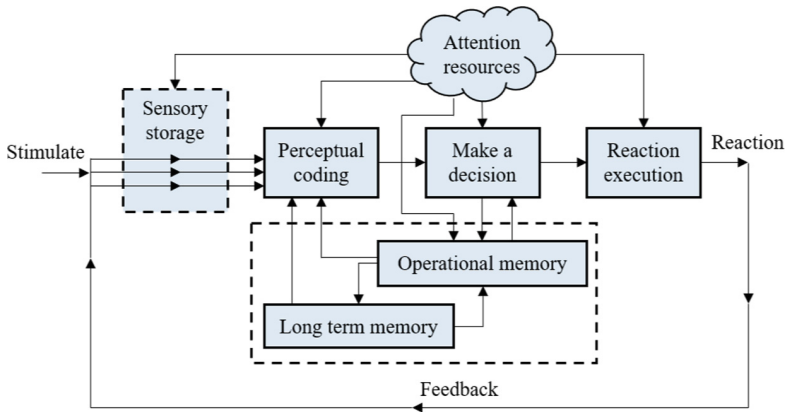 Attention
resources
Sensory
storage
Stimulate
Perceptual
coding
Make a
decision
Reaction
execution
Reaction
Operational memory
Long term memory
Feedback